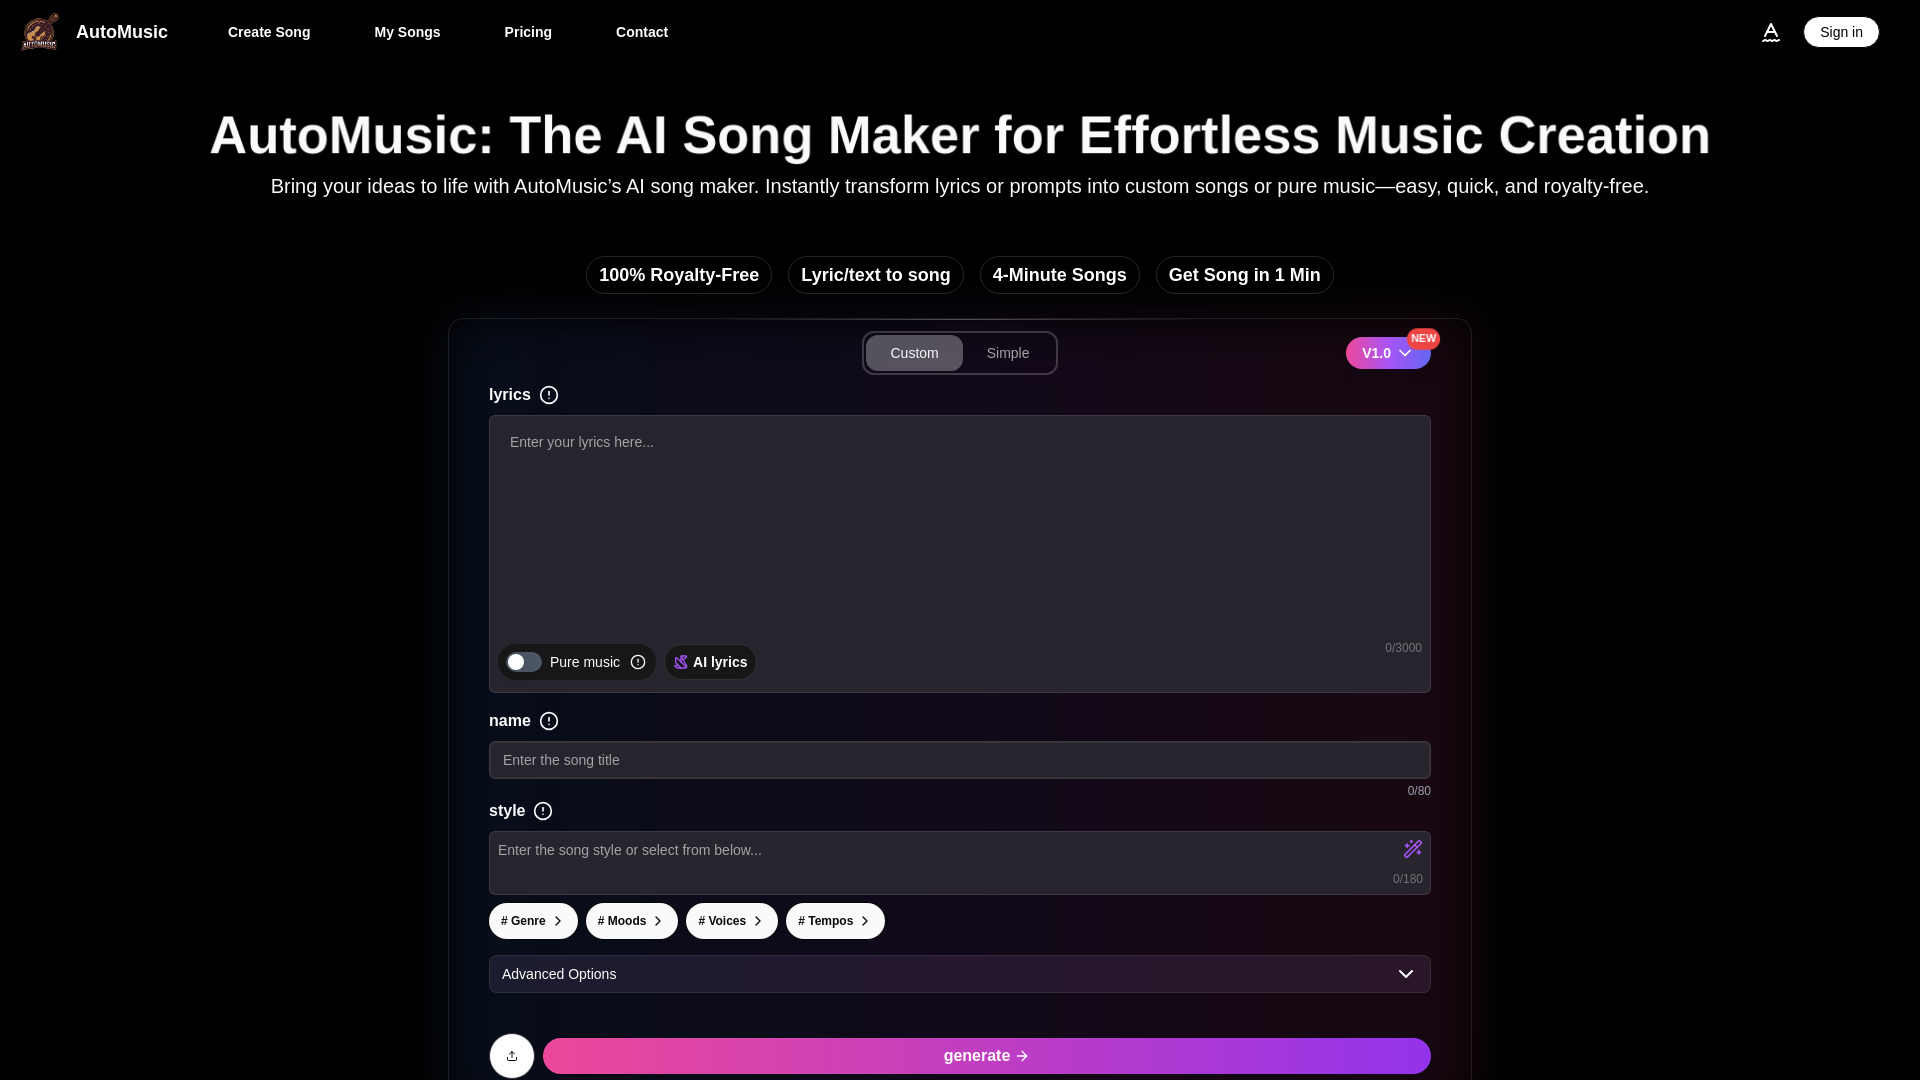 AUTOMUSIC
AutoMusic
Create Song
My Songs
Pricing
Contact
Sign in
AutoMusic: The AI Song Maker for Effortless Music Creation
Bring your ideas to life with AutoMusic’s AI song maker. Instantly transform lyrics or prompts into custom songs or pure music—easy, quick, and royalty-free.
100% Royalty-Free
Lyric/text to song
4-Minute Songs
Get Song in 1 Min
Custom
Simple
V1.0
NEW
lyrics
Enter your lyrics here...
0/3000
Pure music
AI lyrics
name
Enter the song title
0/80
style
Enter the song style or select from below...
0/180
# Genre
# Moods
# Voices
# Tempos
Advanced Options
generate